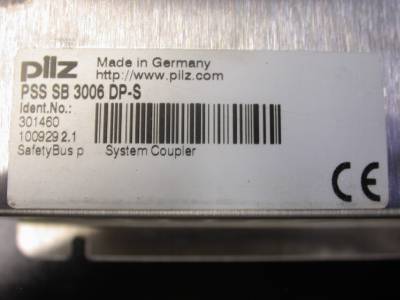 pilz Made in Germany
http://www.pilz.com
PSS SB 3006 DP-S
Ident.No.:
301460
100929 2.1
SafetyBus p System Coupler
CE